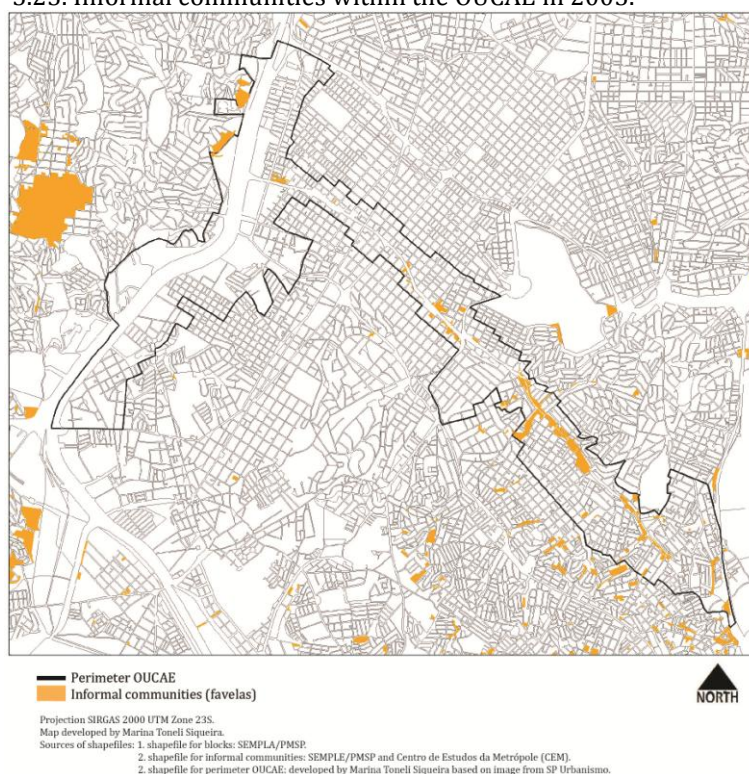 3.23. Informal communities within the OUCAE in 2003.
Perimeter OUCAE
Informal communities (favelas)
NORTH
Projection SIRGAS 2000 UTM Zone 23S.
Map developed by Marina Toneli Siqueira.
Sources of shapefiles: 1. shapefile for blocks: SEMPLA/PMSP.
2. shapefile for informal communities: SEMPLE/PMSP and Centro de Estudos da Metrópole (CEM).
2. shapefile for perimeter OUCAE: developed by Marina Toneli Siqueira based on image from SP Urbanismo.